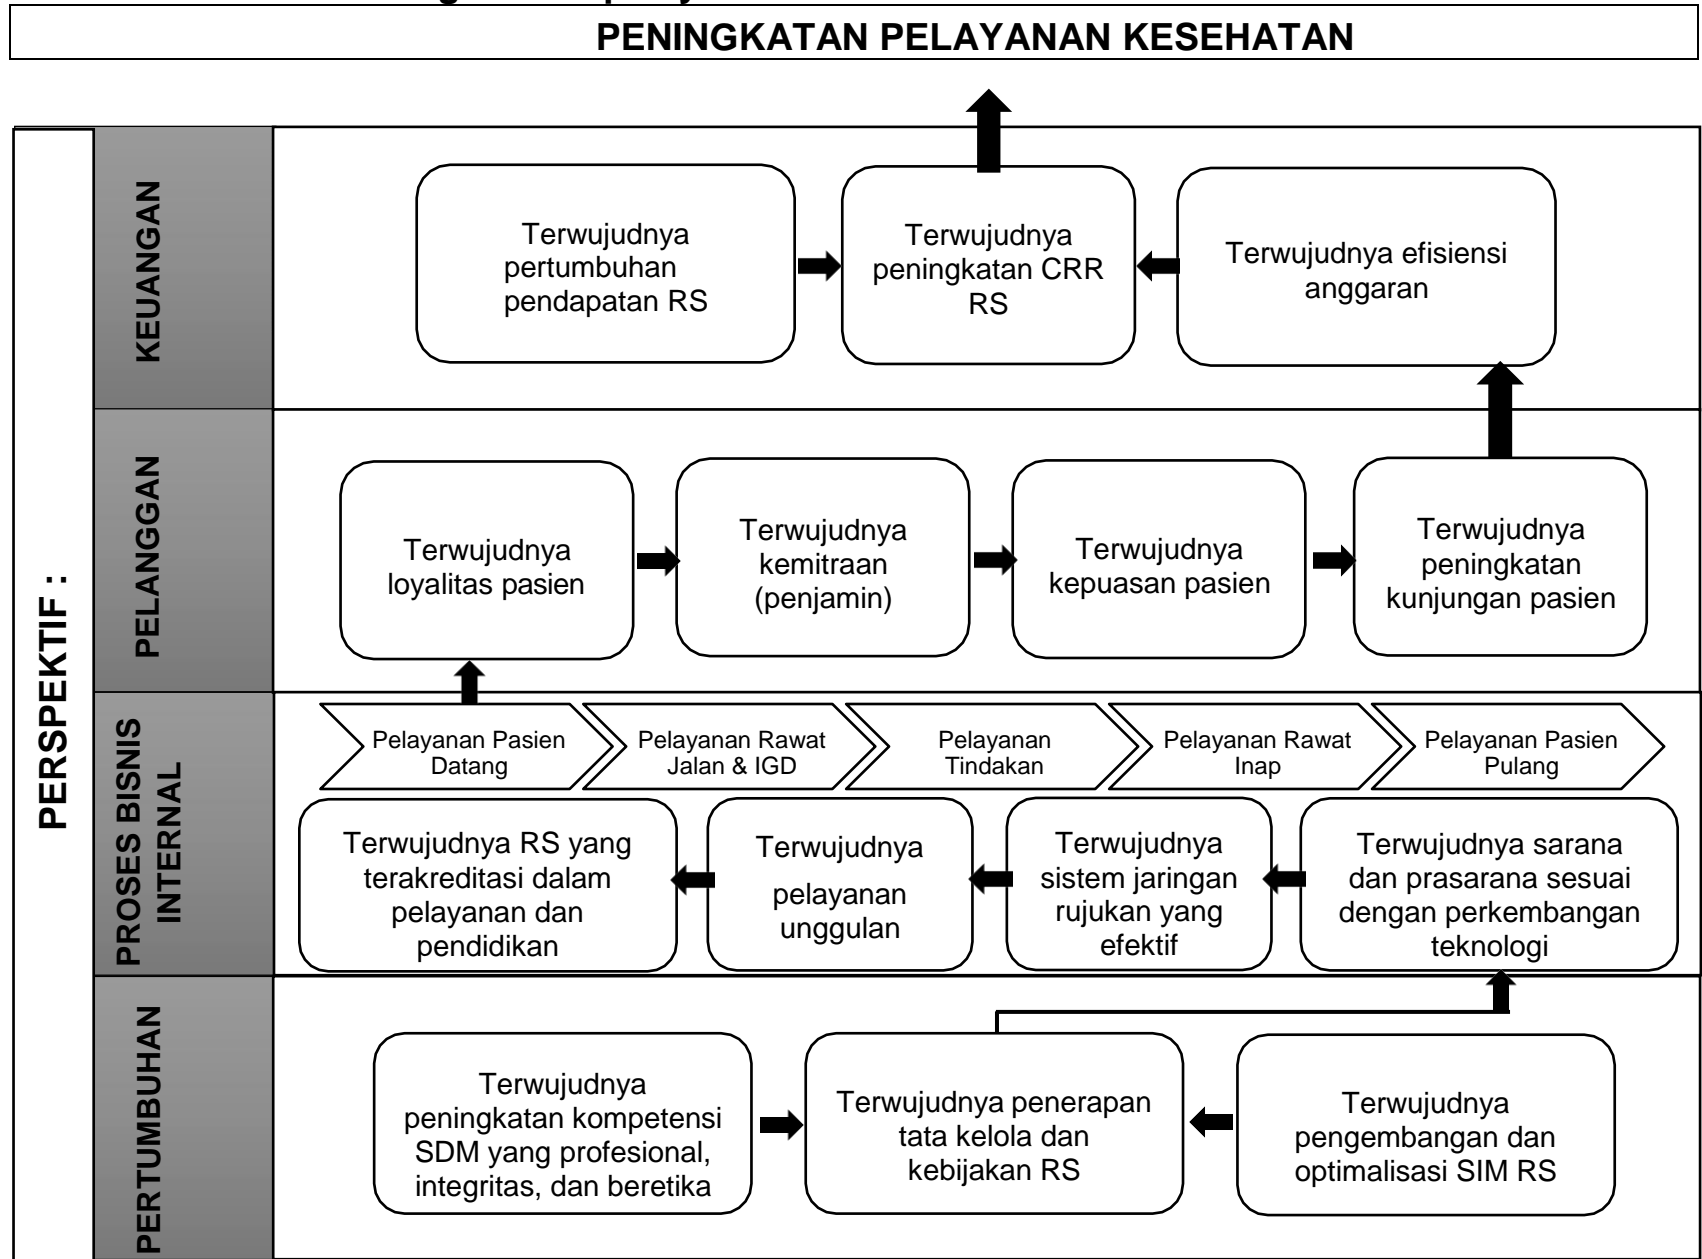 PENINGKATAN PELAYANAN KESEHATAN
PERSPEKTIF :
KEUANGAN
Terwujudnya
pertumbuhan
pendapatan RS
Terwujudnya
peningkatan CRR
RS
Terwujudnya efisiensi
anggaran
PELANGGAN
Terwujudnya
loyalitas pasien
Terwujudnya
kemitraan
(penjamin)
Terwujudnya
kepuasan pasien
Terwujudnya
peningkatan
kunjungan pasien
PROSES BISNIS
INTERNAL
Pelayanan Pasien
Datang
Pelayanan Rawat
Jalan & IGD
Pelayanan
Tindakan
Pelayanan Rawat
Inap
Pelayanan Pasien
Pulang
Terwujudnya RS yang
terakreditasi dalam
pelayanan dan
pendidikan
Terwujudnya
pelayanan
unggulan
Terwujudnya
sistem jaringan
rujukan yang
efektif
Terwujudnya sarana
dan prasarana sesuai
dengan perkembangan
teknologi
PERTUMBUHAN
Terwujudnya
peningkatan kompetensi
SDM yang profesional,
integritas, dan beretika
Terwujudnya penerapan
tata kelola dan
kebijakan RS
Terwujudnya
pengembangan dan
optimalisasi SIM RS